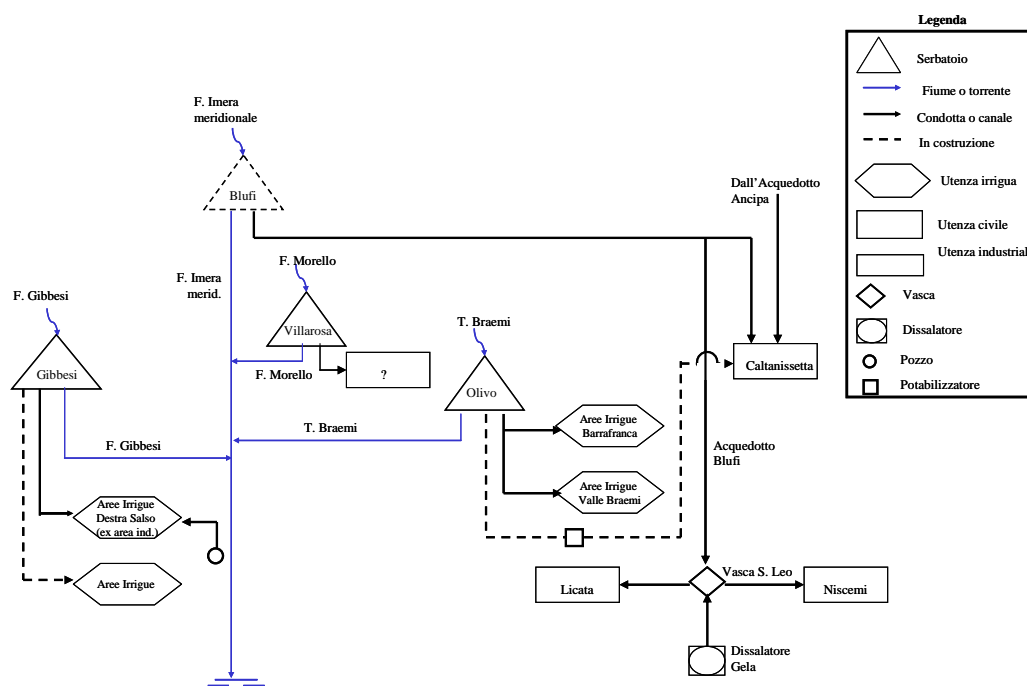 Legenda
Serbatoio
Fiume o torrente
Condotta o canale
In costruzione
Utenza irrigua
Utenza civile
Utenza industrial
Vasca
Dissalatore
Pozzo
Potabilizzatore
F. Imera
meridionale
Blufi
Dall'Acquedotto
Ancipa
F. Imera
merid.
F. Morello
Villarosa
F. Morello
?
F. Gibbesi
Gibbesi
T. Braemi
Olivo
Caltanissetta
T. Braemi
F. Gibbesi
Aree Irrigue
Barrafranca
Aree Irrigue
Valle Braemi
Acquedotto
Blufi
Aree Irrigue
Destra Salso
(ex area ind.)
Aree Irrigue
Licata
Vasca S. Leo
Niscemi
Dissalatore
Gela